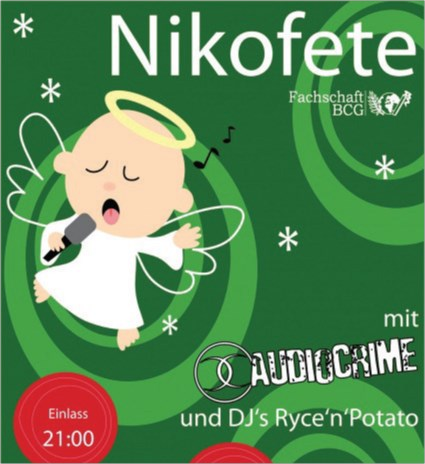 Nikofete
Fachschaft
BCG
mit
AUDIOCRIME
und DJ's Ryce'n'Potato
Einlass
21:00